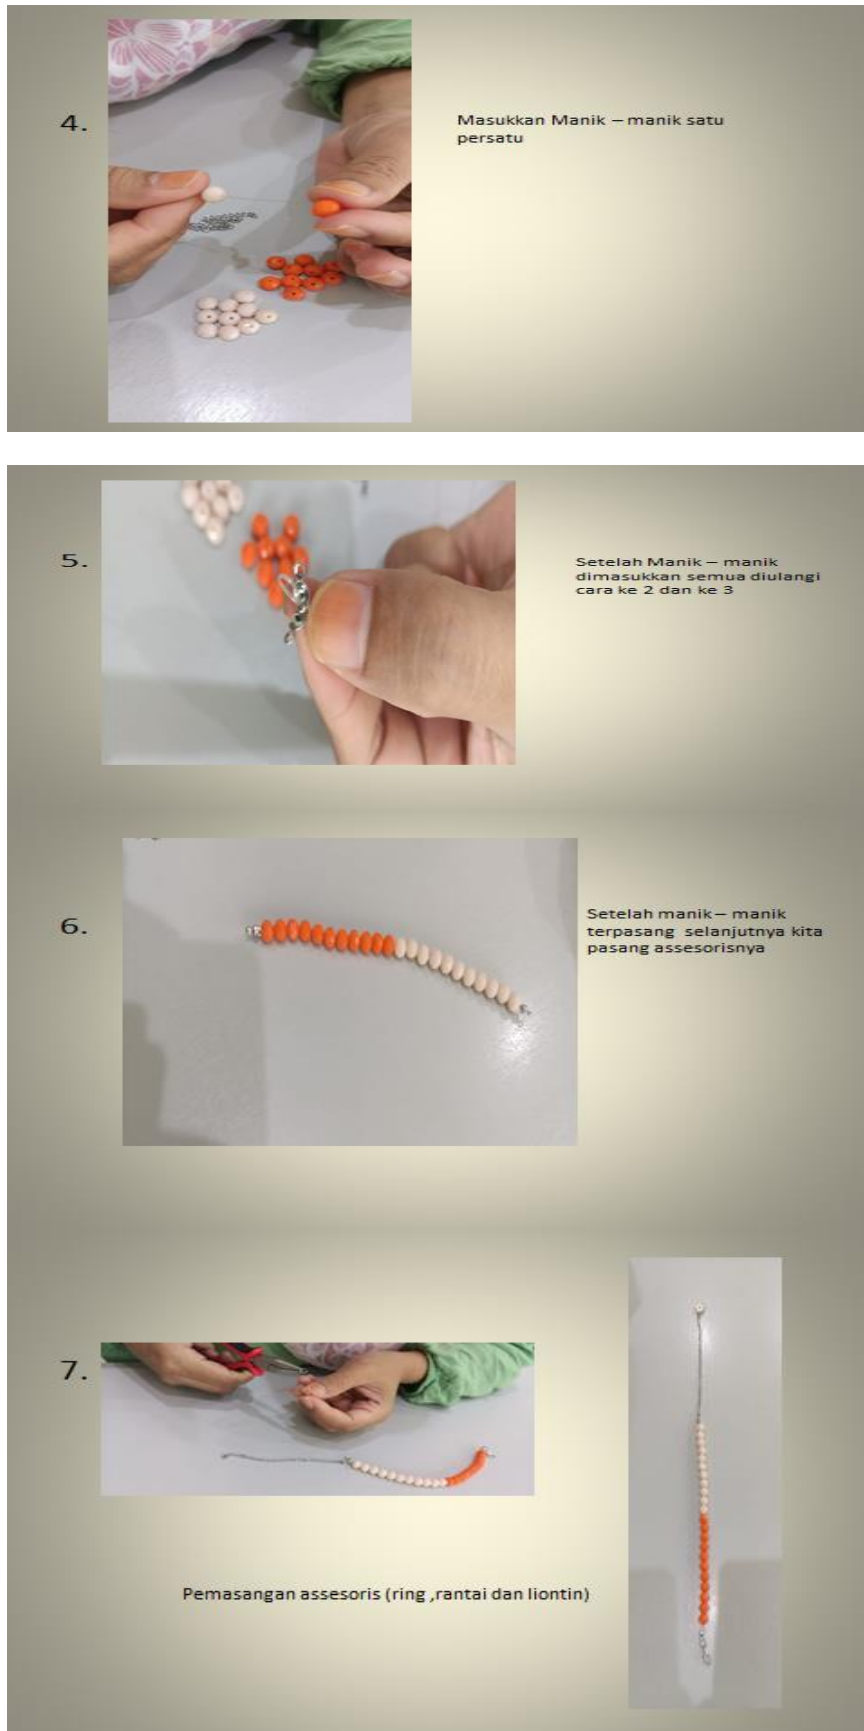 4.
Masukkan Manik – manik satu
persatu
5.
Setelah Manik – manik
dimasukkan semua diulangi
cara ke 2 dan ke 3
6.
Setelah manik – manik
terpasang selanjutnya kita
pasang assesorisnya
7.
Pemasangan assesoris (ring ,rantai dan liontin)